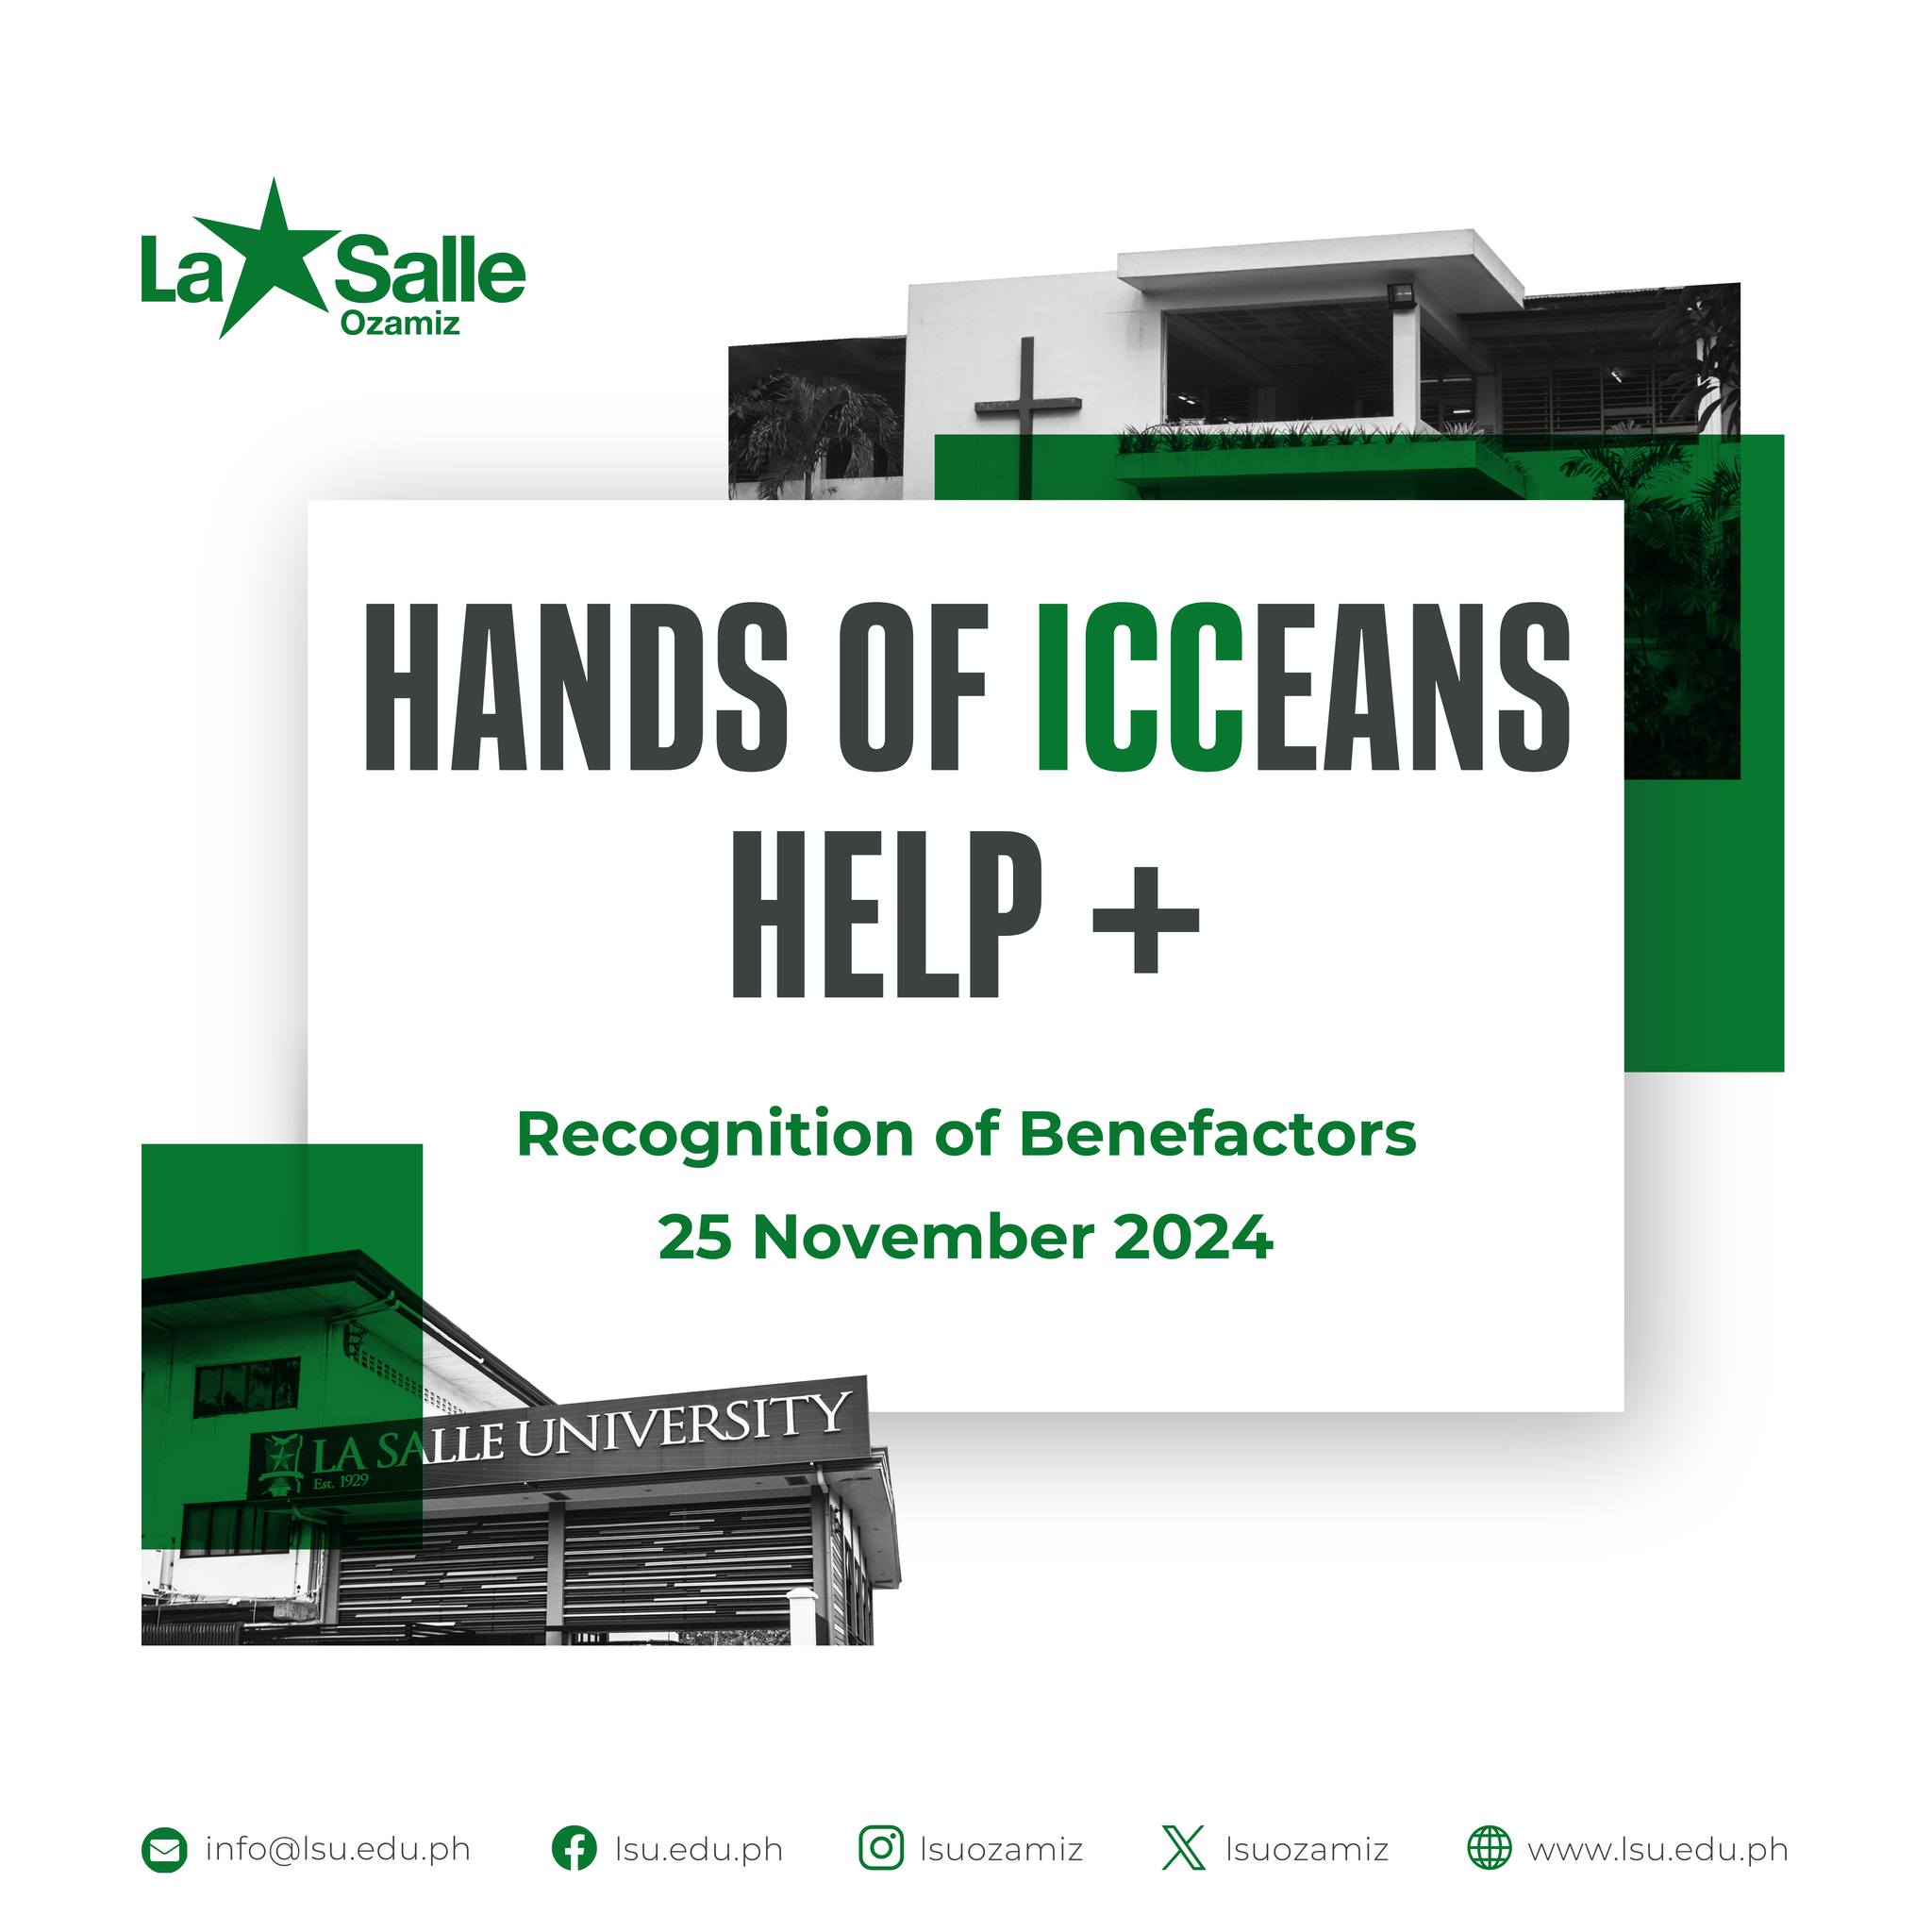 La Salle
Ozamiz
HANDS OF ICCEANS
HELP +
Recognition of Benefactors
25 November 2024
LA SALLE UNIVERSITY
Est. 1929
info@lsu.edu.ph
lsu.edu.ph
lsuozamiz
lsuozamiz
www.lsu.edu.ph